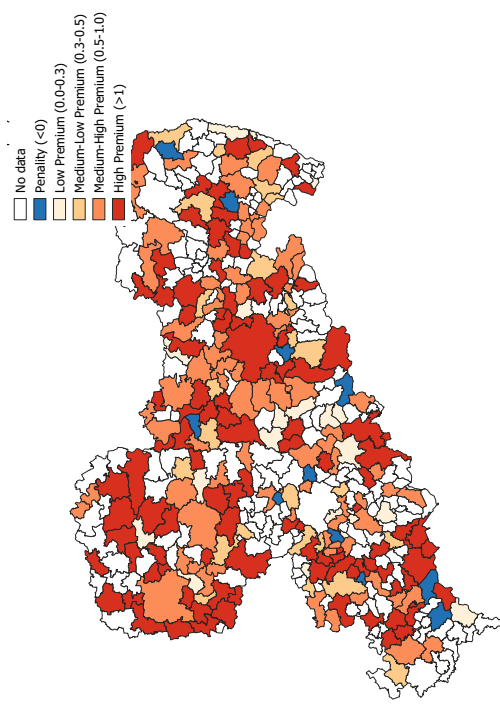 No data
Penality (<0)
Low Premium (0.0-0.3)
Medium-Low Premium (0.3-0.5)
Medium-High Premium (0.5-1.0)
High Premium (>1)